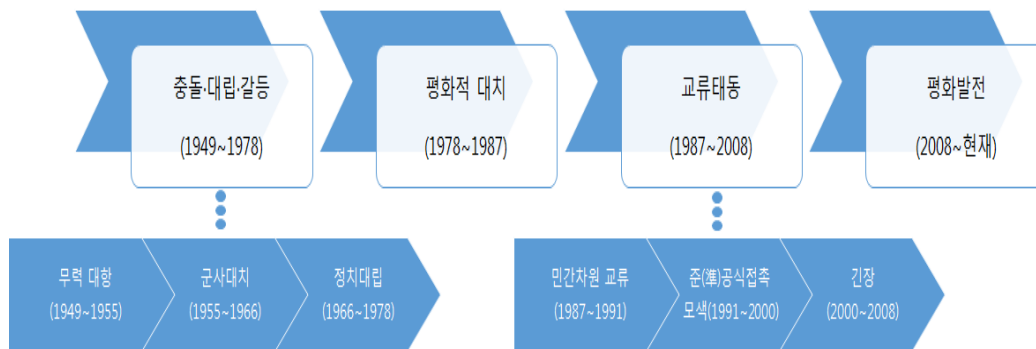 충돌·대립·갈등
(1949~1978)
평화적 대치
(1978~1987)
교류태동
(1987~2008)
평화발전
(2008~현재)
무력 대항
(1949~1955)
군사대치
(1955~1966)
정치대립
(1966~1978)
민간차원 교류
(1987~1991)
준(準)공식접촉
모색(1991~2000)
긴장
(2000~2008)